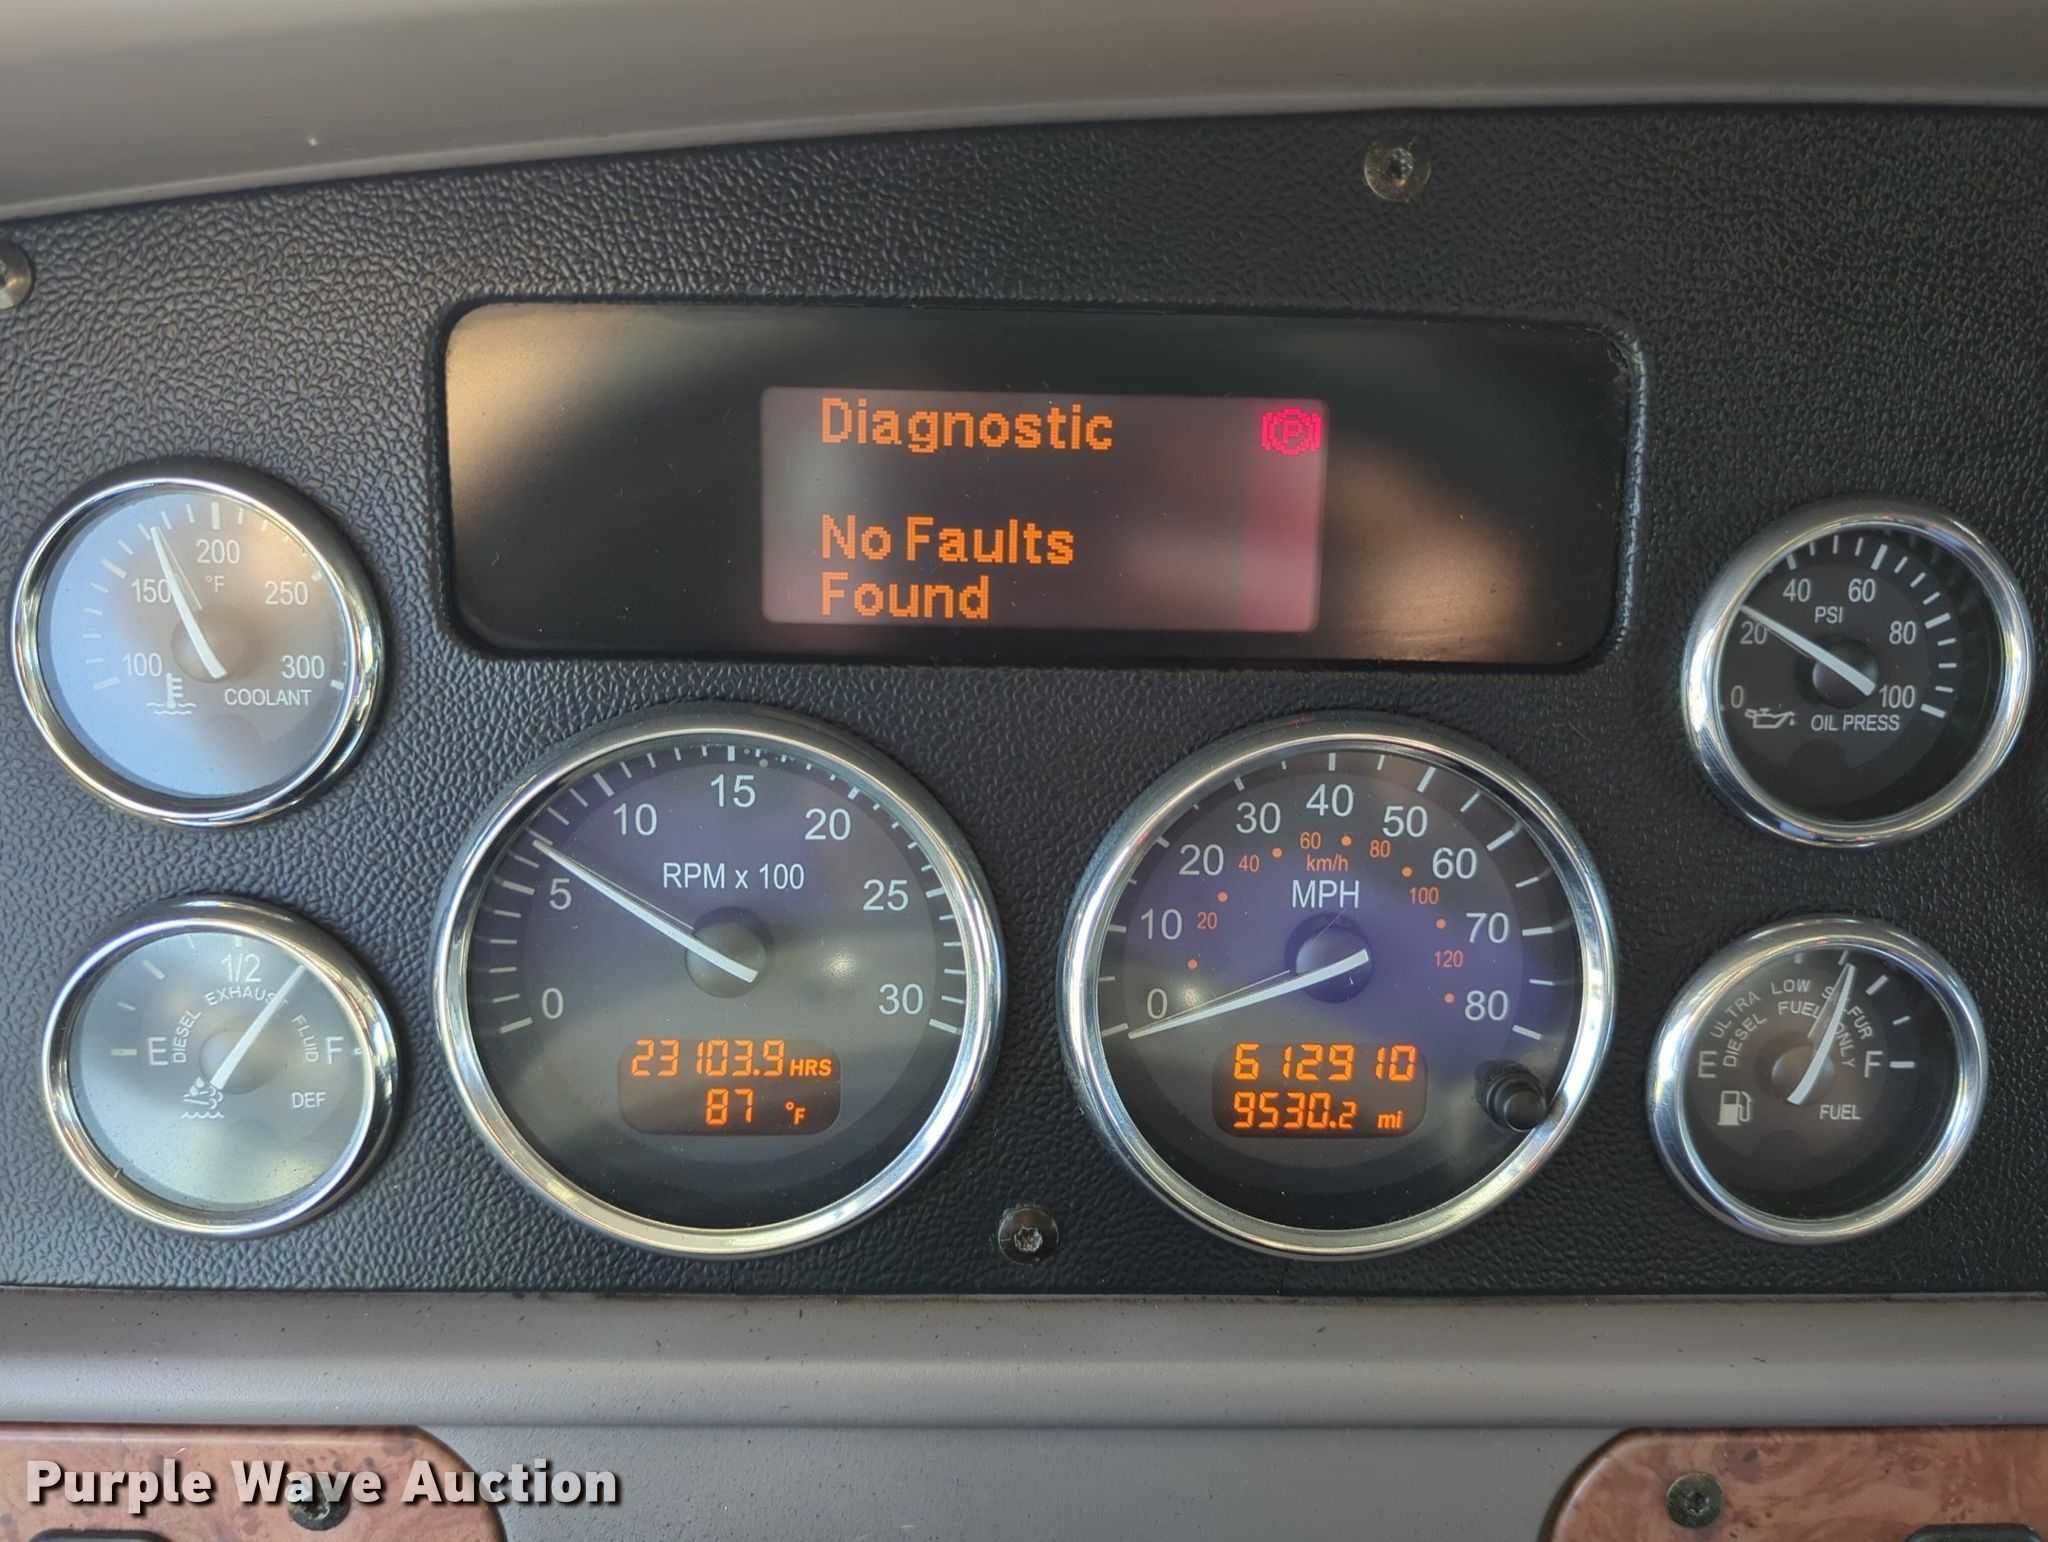 Diagnostic
No Faults
Found
200
150
°F
250
100
300
COOLANT
40
60
PSI
20
80
0
100
OIL PRESS
15
10
20
RPM x 100
5
25
0
30
23103.9 HRS
87 °F
40
30
50
60
80
km/h
20
40
60
MPH
100
10
20
70
120
0
80
612910
9530.2 mi
1/2
DIESEL EXHAUST FLUID
E
F
DEF
ULTRA LOW SULFUR
DIESEL FUEL ONLY
E
F
FUEL
Purple Wave Auction